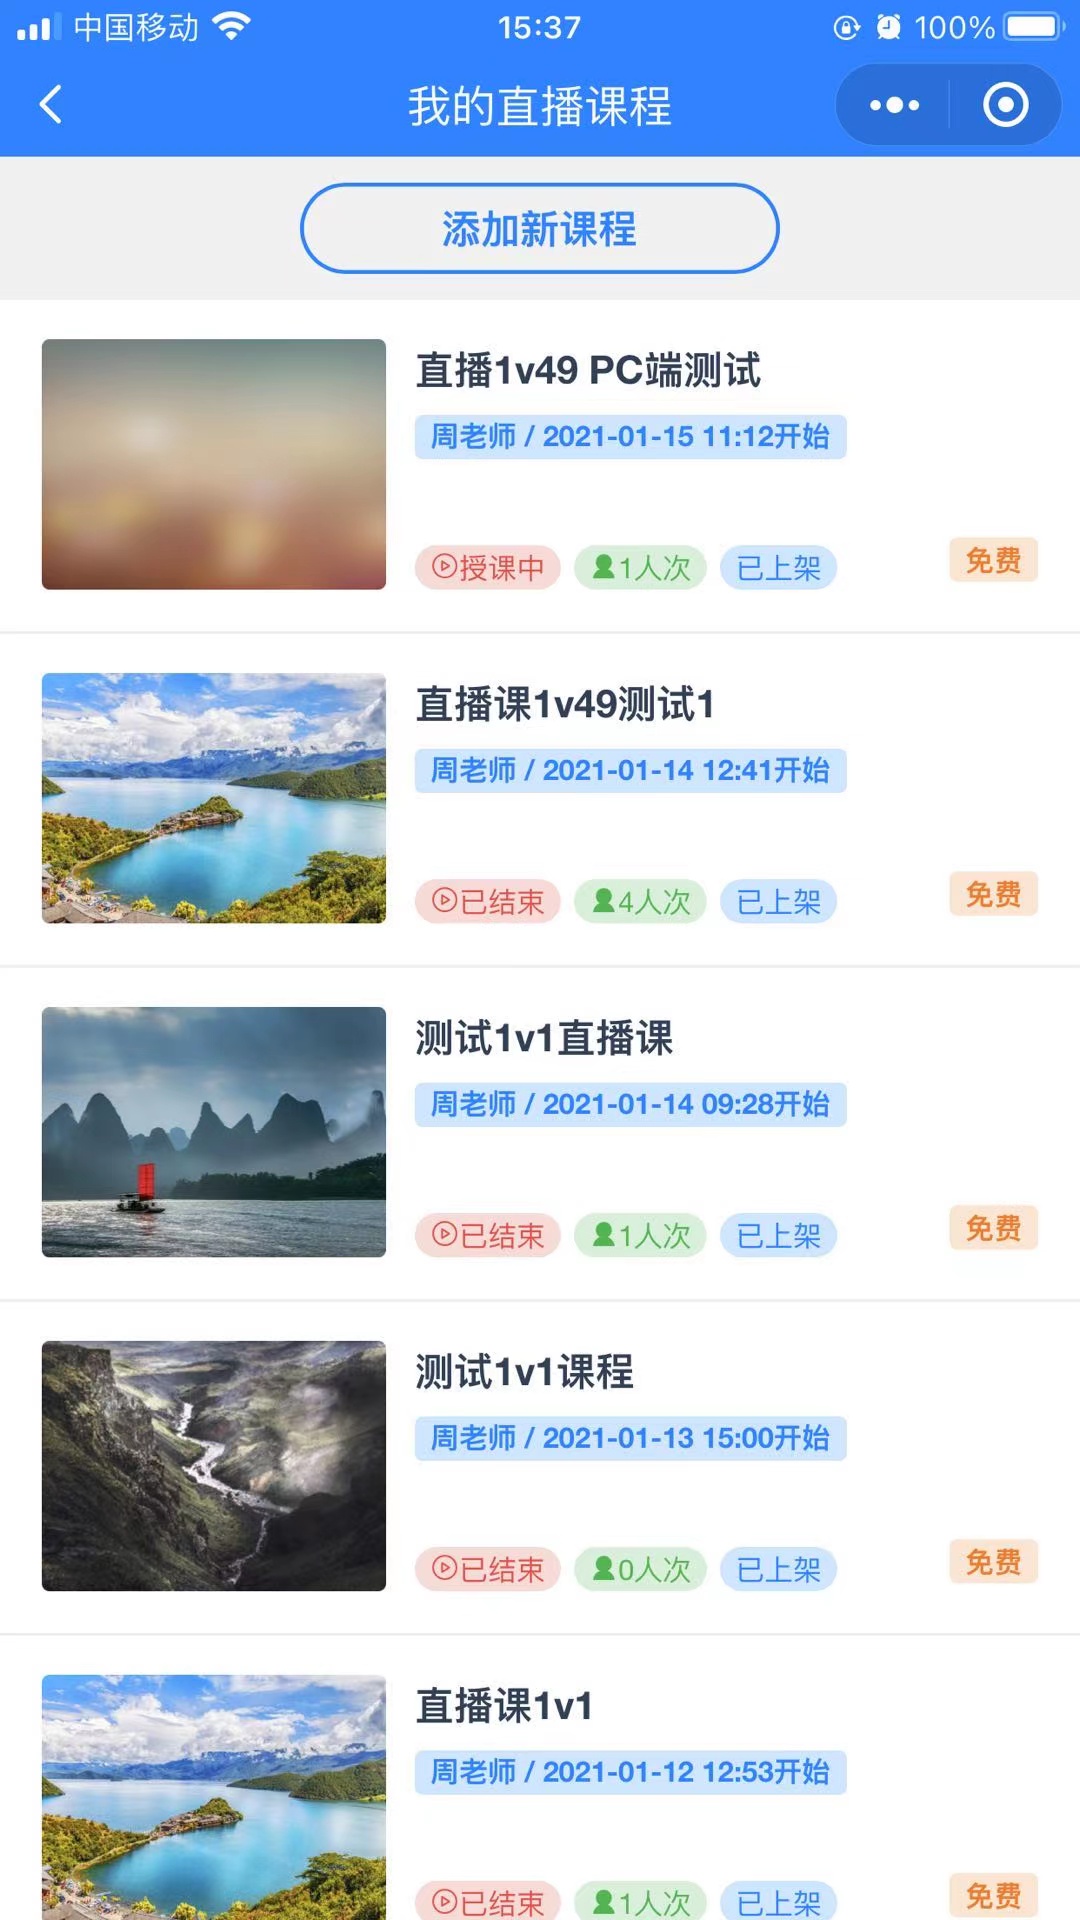 中国移动 15:37 100%
我的直播课程
添加新课程
直播1v49 PC端测试
周老师 / 2021-01-15 11:12开始
授课中 1人次 已上架 免费
直播课1v49测试1
周老师 / 2021-01-14 12:41开始
已结束 4人次 已上架 免费
测试1v1直播课
周老师 / 2021-01-14 09:28开始
已结束 1人次 已上架 免费
测试1v1课程
周老师 / 2021-01-13 15:00开始
已结束 0人次 已上架 免费
直播课1v1
周老师 / 2021-01-12 12:53开始
已结束 1人次 已上架 免费